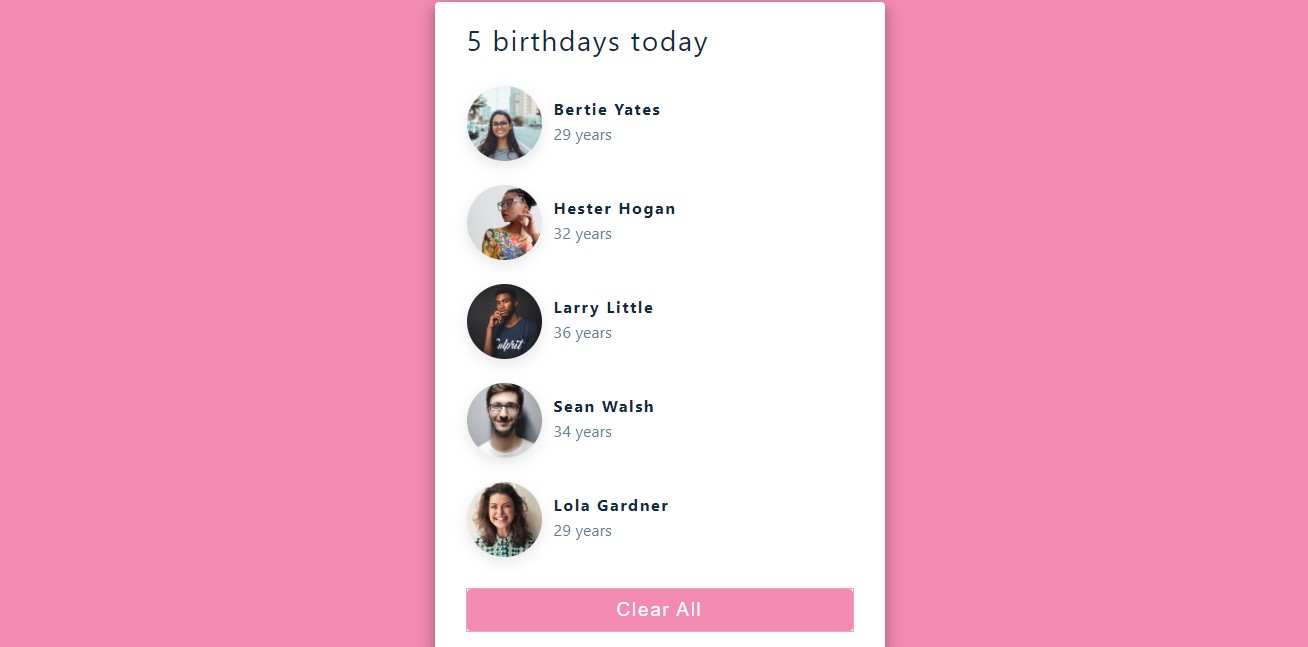 5 birthdays today
Bertie Yates
29 years
Hester Hogan
32 years
Larry Little
36 years
Sean Walsh
34 years
Lola Gardner
29 years
Clear All